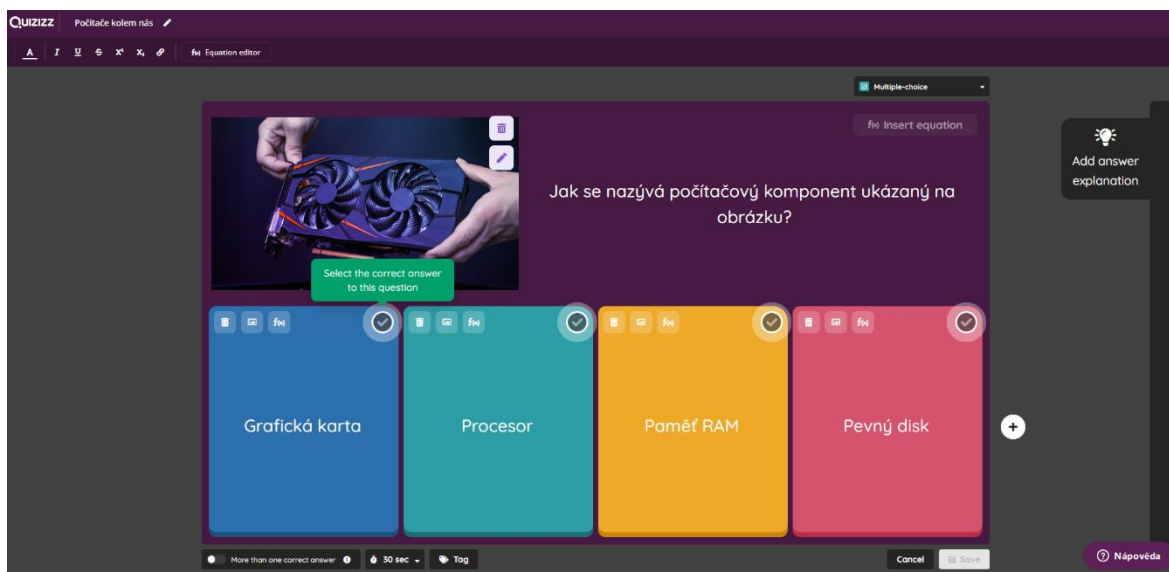 QUIZIZZ Počítače kolem nás
A I U S X² X₂ f(x) Equation editor
Multiple-choice
f(x) Insert equation
Add answer
explanation
Jak se nazývá počítačový komponent ukázaný na
obrázku?
Select the correct answer
to this question
f(x) f(x) f(x) f(x)
Grafická karta Procesor Paměť RAM Pevný disk
More than one correct answer 30 sec Tag Cancel Save
Nápověda